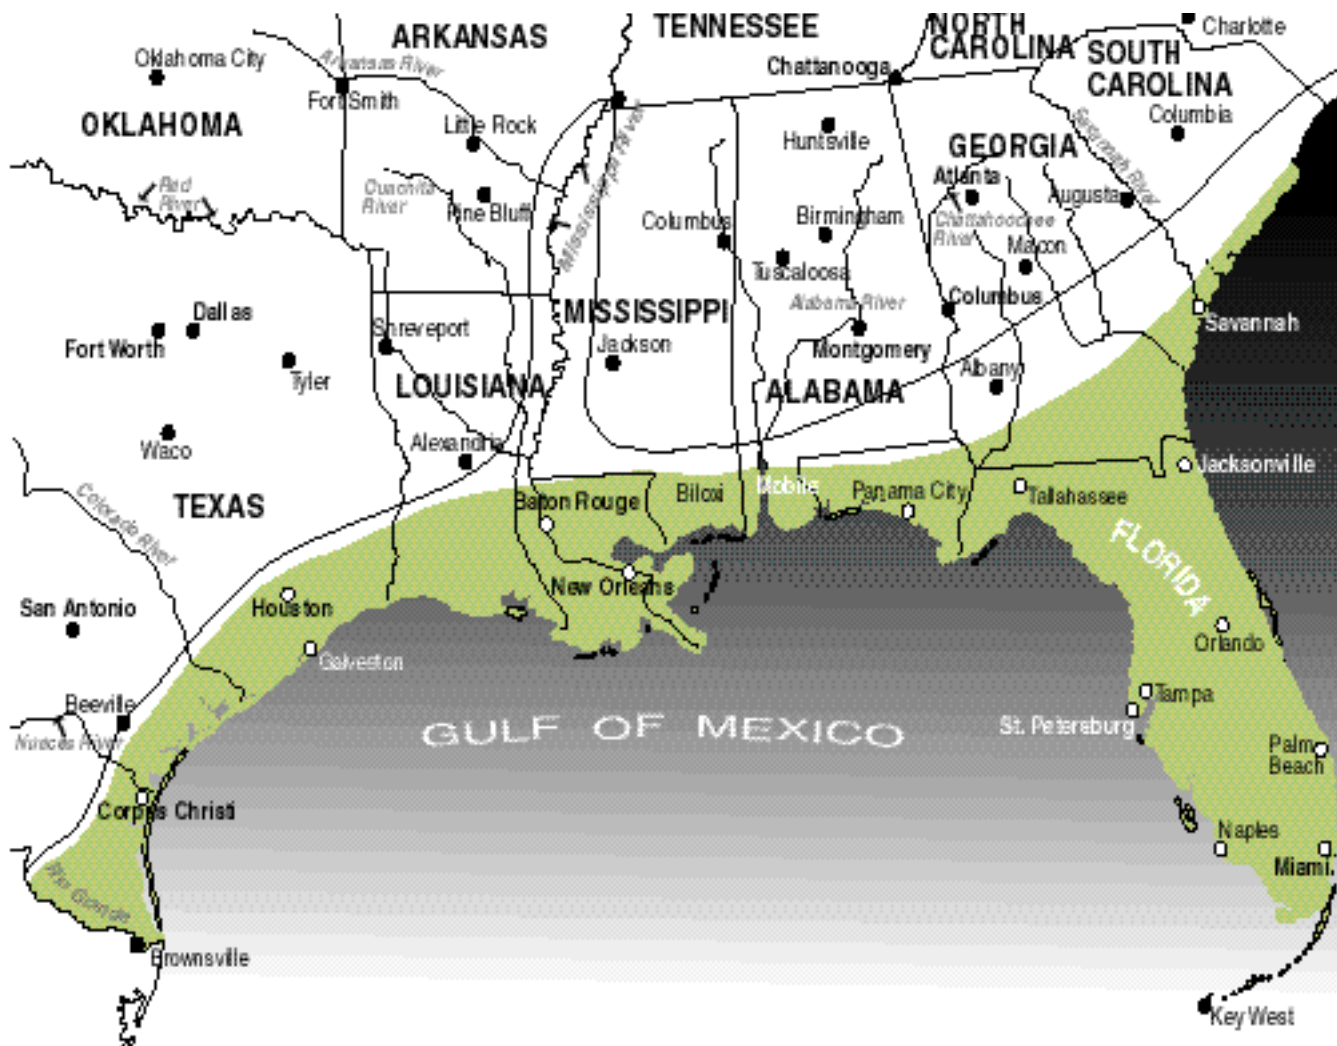 ARKANSAS
TENNESSEE
NORTH
CAROLINA
SOUTH
CAROLINA
Charlotte
Oklahoma City
Arkansas River
Fort Smith
Chattanooga
OKLAHOMA
Little Rock
Mississippi River
Huntsville
GEORGIA
Columbia
Savannah River
Red
River
Ouachita
River
Pine Bluff
Columbus
Birmingham
Atlanta
Augusta
Chattahoochee
River
Macon
Tuscaloosa
Alabama River
Columbus
Dallas
Fort Worth
Shreveport
MISSISSIPPI
Jackson
Montgomery
Savannah
Tyler
LOUISIANA
ALABAMA
Albany
Waco
Alexandria
TEXAS
Colorado River
Baton Rouge
Biloxi
Mobile
Panama City
Tallahassee
Jacksonville
FLORIDA
San Antonio
Houston
New Orleans
Orlando
Galveston
Beeville
Nueces River
GULF OF MEXICO
Tampa
St. Petersburg
Palm
Beach
Corpus Christi
Naples
Miami
Rio Grande
Brownsville
Key West